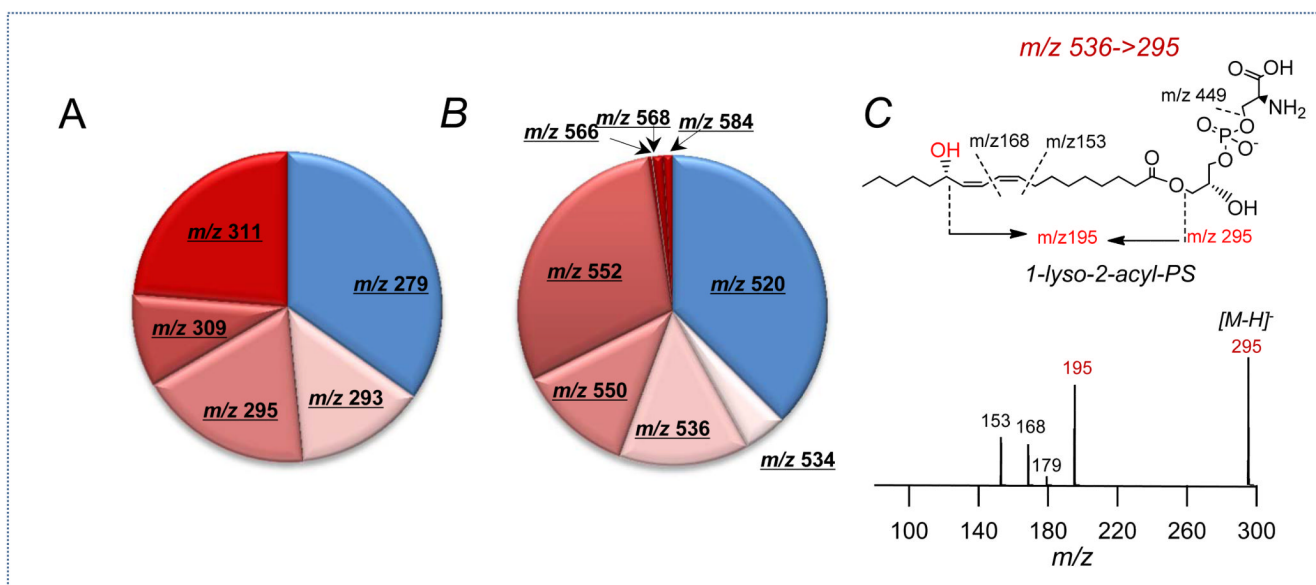 A
m/z 311
m/z 279
m/z 309
m/z 295
m/z 293
B
m/z 566
m/z 568
m/z 584
m/z 552
m/z 520
m/z 550
m/z 536
m/z 534
C
m/z 536->295
O
OH
m/z 449
NH2
O
O
P
O-
O
OH
m/z168
m/z153
O
O
OH
m/z195
m/z 295
1-lyso-2-acyl-PS
[M-H]-
295
195
153
168
179
100
140
180
220
260
300
m/z